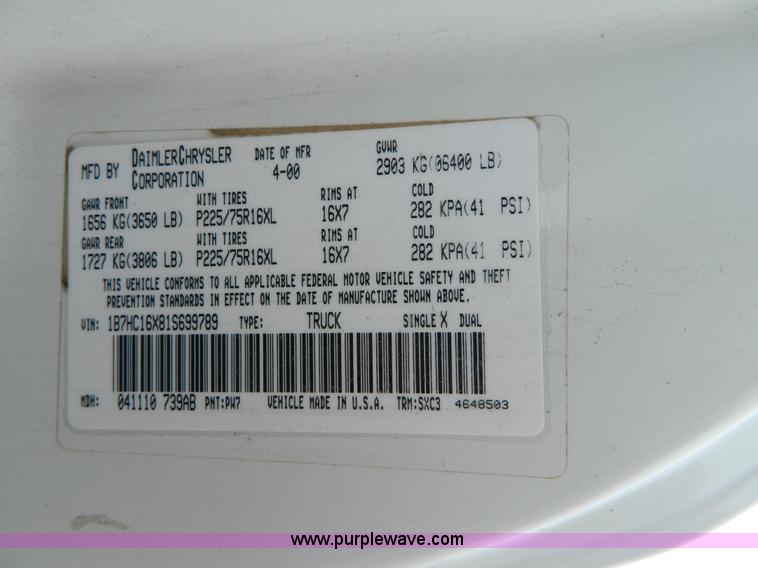 MFD BY DAIMLERCHRYSLER CORPORATION DATE OF MFR 4-00 GVWR 2903 KG(06400 LB)
GAWR FRONT WITH TIRES RIMS AT COLD
1656 KG(3650 LB) P225/75R16XL 16X7 282 KPA(41 PSI)
GAWR REAR WITH TIRES RIMS AT COLD
1727 KG(3806 LB) P225/75R16XL 16X7 282 KPA(41 PSI)
THIS VEHICLE CONFORMS TO ALL APPLICABLE FEDERAL MOTOR VEHICLE SAFETY AND THEFT
PREVENTION STANDARDS IN EFFECT ON THE DATE OF MANUFACTURE SHOWN ABOVE.
VIN: 1B7HC16X81S699789 TYPE: TRUCK SINGLE X DUAL
MDH: 041110 739AB PNT:PW7 VEHICLE MADE IN U.S.A. TRM:SXC3 4648503
www.purplewave.com